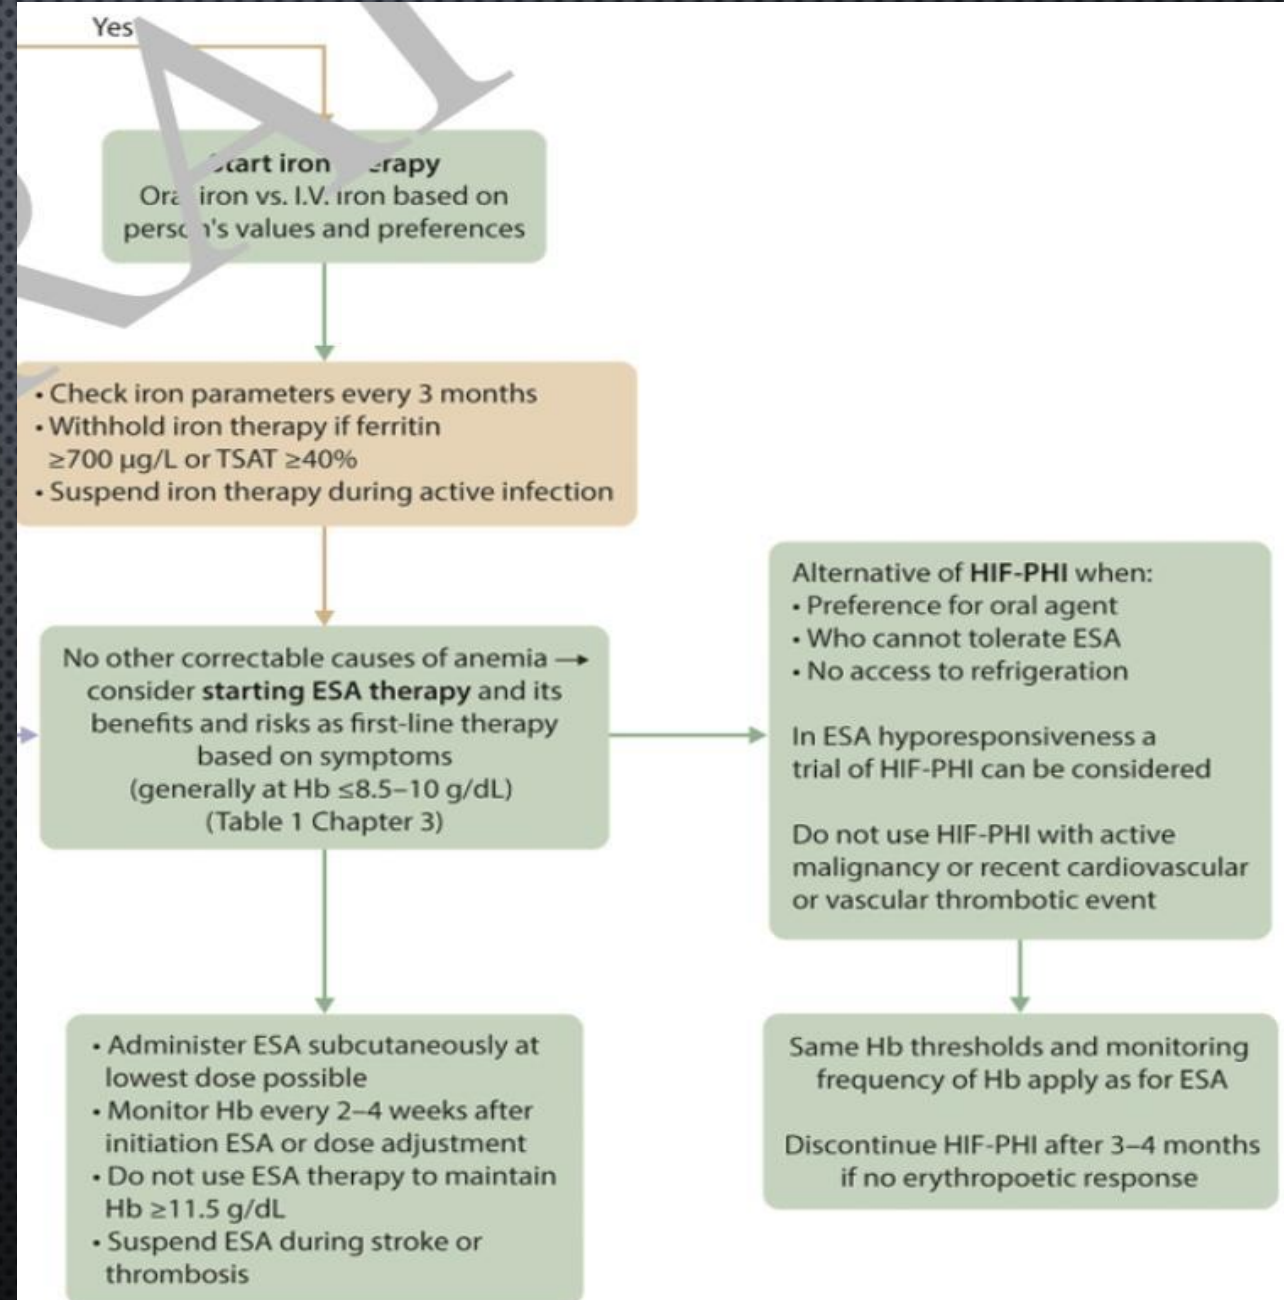 Yes
Start iron therapy
Oral iron vs. I.V. iron based on
person's values and preferences
• Check iron parameters every 3 months
• Withhold iron therapy if ferritin
≥700 µg/L or TSAT ≥40%
• Suspend iron therapy during active infection
No other correctable causes of anemia →
consider starting ESA therapy and its
benefits and risks as first-line therapy
based on symptoms
(generally at Hb ≤8.5–10 g/dL)
(Table 1 Chapter 3)
Alternative of HIF-PHI when:
• Preference for oral agent
• Who cannot tolerate ESA
• No access to refrigeration
In ESA hyporesponsiveness a
trial of HIF-PHI can be considered
Do not use HIF-PHI with active
malignancy or recent cardiovascular
or vascular thrombotic event
• Administer ESA subcutaneously at
lowest dose possible
• Monitor Hb every 2–4 weeks after
initiation ESA or dose adjustment
• Do not use ESA therapy to maintain
Hb ≥11.5 g/dL
• Suspend ESA during stroke or
thrombosis
Same Hb thresholds and monitoring
frequency of Hb apply as for ESA
Discontinue HIF-PHI after 3–4 months
if no erythropoetic response